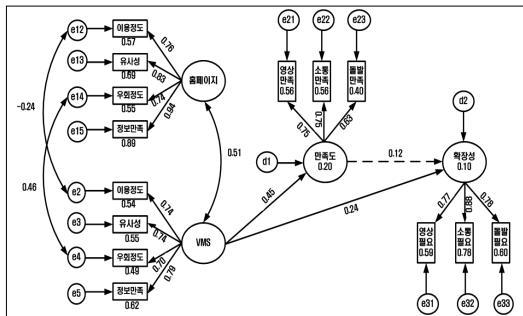 e12
이용정도
0.57
0.76
e13
유사성
0.69
0.83
e14
우회정도
0.55
0.74
e15
정보만족
0.89
0.94
홈페이지
-0.24
0.46
0.51
e2
이용정도
0.54
0.74
e3
유사성
0.55
0.74
e4
우회정도
0.49
0.70
e5
정보만족
0.62
0.79
VMS
e21
e22
e23
영상
만족
0.56
소통
만족
0.56
돌발
만족
0.40
0.75
0.75
0.63
d1
만족도
0.20
0.45
0.12
0.24
d2
확장성
0.10
0.77
0.88
0.78
영상
필요
0.59
소통
필요
0.78
돌발
필요
0.60
e31
e32
e33